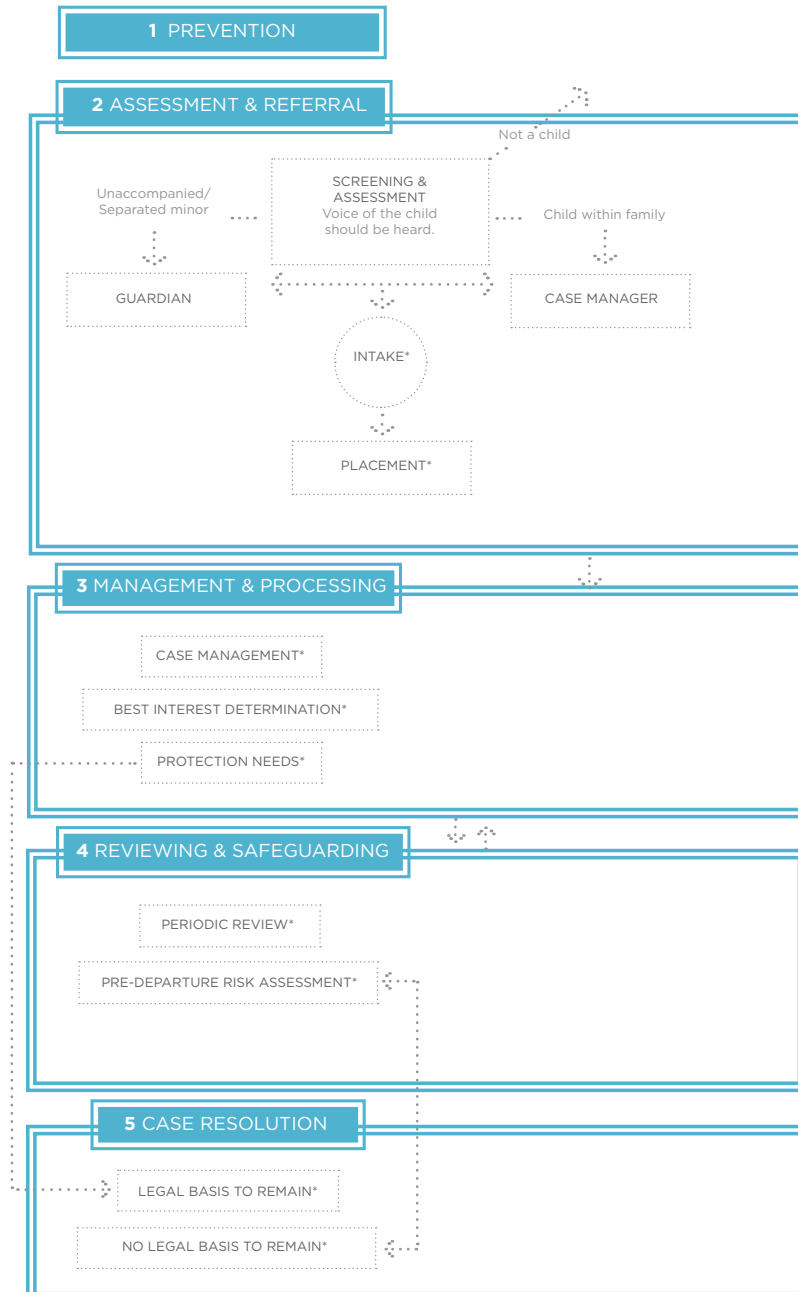 1 PREVENTION
2 ASSESSMENT & REFERRAL
Not a child
SCREENING &
ASSESSMENT
Voice of the child
should be heard.
Unaccompanied/
Separated minor
Child within family
GUARDIAN
CASE MANAGER
INTAKE*
PLACEMENT*
3 MANAGEMENT & PROCESSING
CASE MANAGEMENT*
BEST INTEREST DETERMINATION*
PROTECTION NEEDS*
4 REVIEWING & SAFEGUARDING
PERIODIC REVIEW*
PRE-DEPARTURE RISK ASSESSMENT*
5 CASE RESOLUTION
LEGAL BASIS TO REMAIN*
NO LEGAL BASIS TO REMAIN*